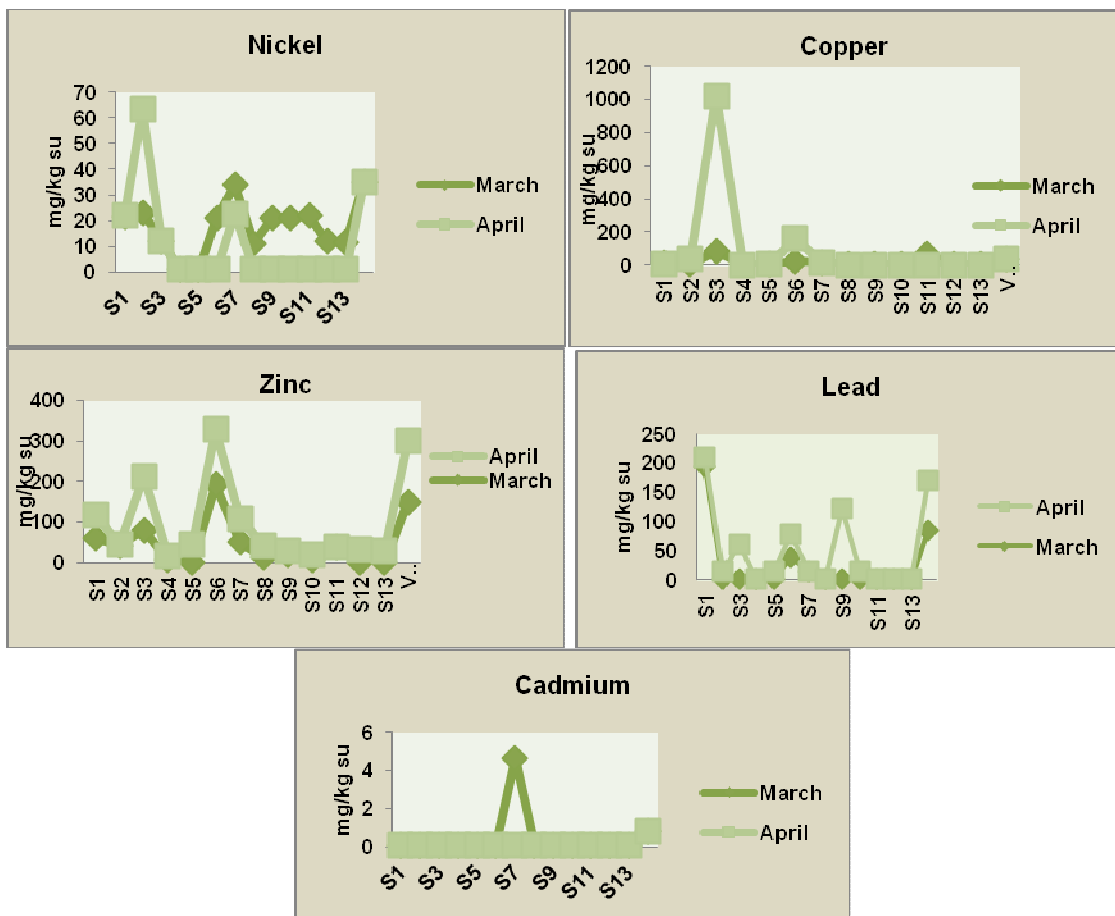 Nickel
70
60
50
40
30
20
10
0
mg/kg su
S1
S3
S5
S7
S9
S11
S13
March
April
Copper
1200
1000
800
600
400
200
0
mg/kg su
S1
S2
S3
S4
S5
S6
S7
S8
S9
S10
S11
S12
S13
V...
March
April
Zinc
400
300
200
100
0
mg/kg su
S1
S2
S3
S4
S5
S6
S7
S8
S9
S10
S11
S12
S13
V...
April
March
Lead
250
200
150
100
50
0
mg/kg su
S1
S3
S5
S7
S9
S11
S13
April
March
Cadmium
6
4
2
0
mg/kg su
S1
S3
S5
S7
S9
S11
S13
March
April